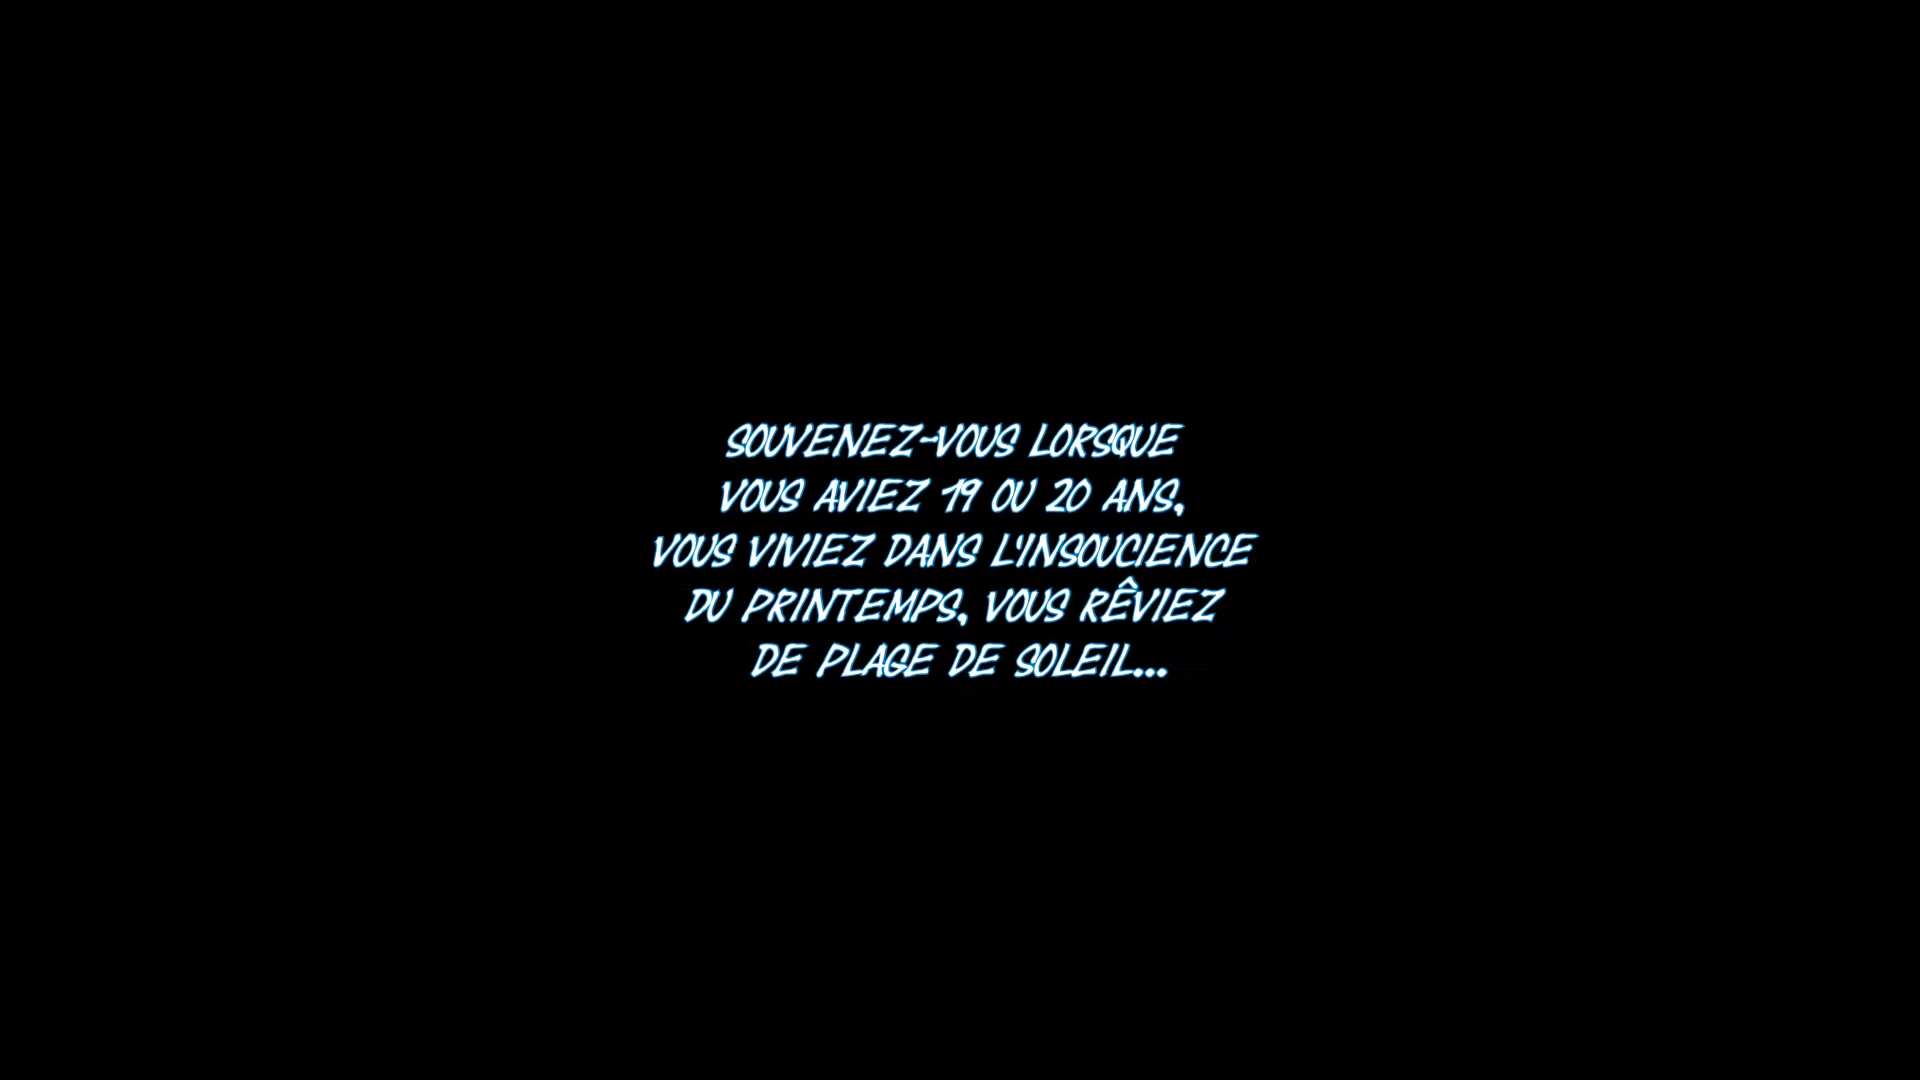 SOUVENEZ-VOUS LORSQUE
VOUS AVIEZ 19 OU 20 ANS,
VOUS VIVIEZ DANS L'INSOUCIENCE
DU PRINTEMPS, VOUS RÊVIEZ
DE PLAGE DE SOLEIL...